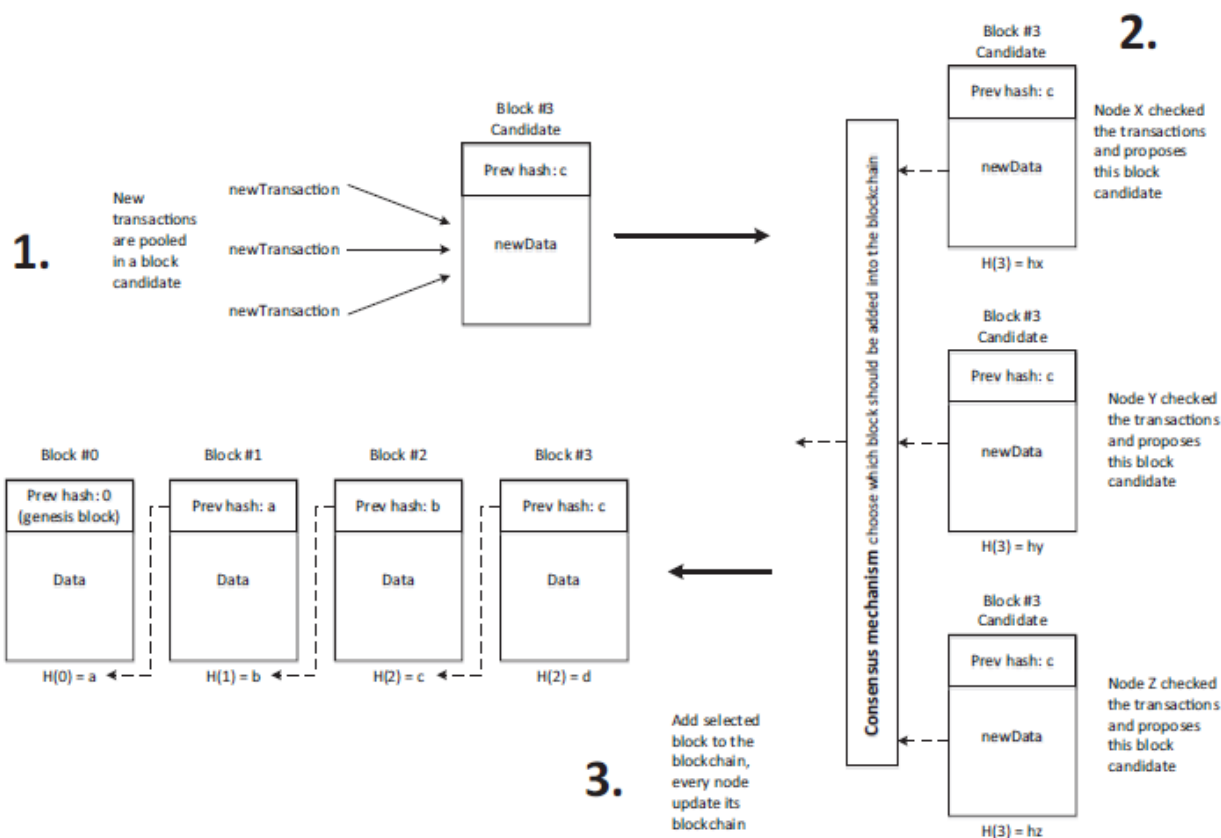 1.
New
transactions
are pooled
in a block
candidate
newTransaction
newTransaction
newTransaction
Block #3
Candidate
Prev hash: c
newData
2.
Consensus mechanism choose which block should be added into the blockchain
Block #3
Candidate
Prev hash: c
newData
H(3) = hx
Node X checked
the transactions
and proposes
this block
candidate
Block #3
Candidate
Prev hash: c
newData
H(3) = hy
Node Y checked
the transactions
and proposes
this block
candidate
Block #3
Candidate
Prev hash: c
newData
H(3) = hz
Node Z checked
the transactions
and proposes
this block
candidate
Block #0
Prev hash: 0
(genesis block)
Data
H(0) = a
Block #1
Prev hash: a
Data
H(1) = b
Block #2
Prev hash: b
Data
H(2) = c
Block #3
Prev hash: c
Data
H(2) = d
3.
Add selected
block to the
blockchain,
every node
update its
blockchain